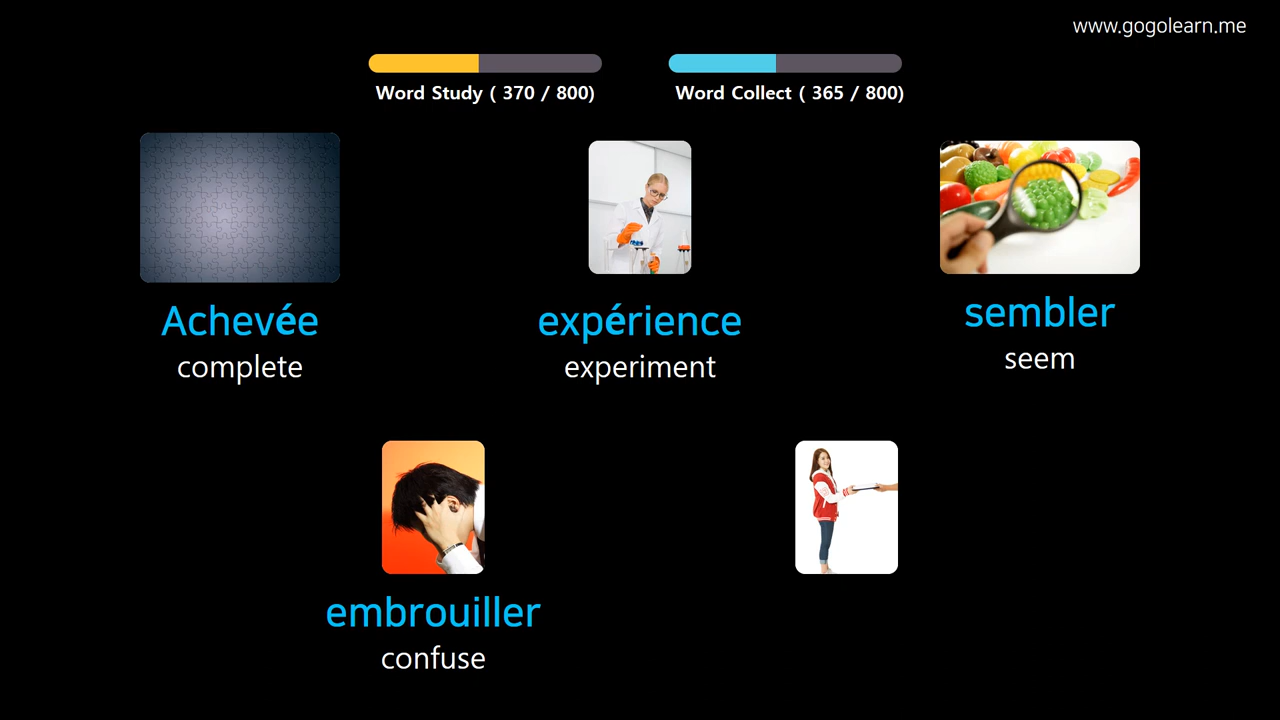 www.gogolearn.me
Word Study ( 370 / 800)
Word Collect ( 365 / 800)
Achevée
complete
expérience
experiment
sembler
seem
embrouiller
confuse